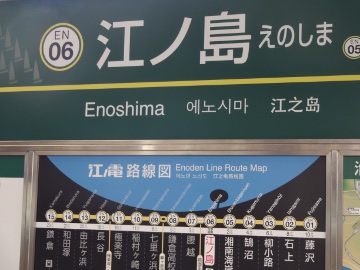 EN
06
江ノ島 えのしま
05
Enoshima 에노시마 江之岛
江電 路線図 Enoden Line Route Map
15 14 13 12 11 10 09 08 07 06 05 04 03 02 01
鎌倉
和田塚
由比ヶ浜
長谷
極楽寺
稲村ヶ崎
七里ヶ浜
鎌倉高校
腰越
江ノ島
湘南海
鵠沼
柳小路
石上
藤沢